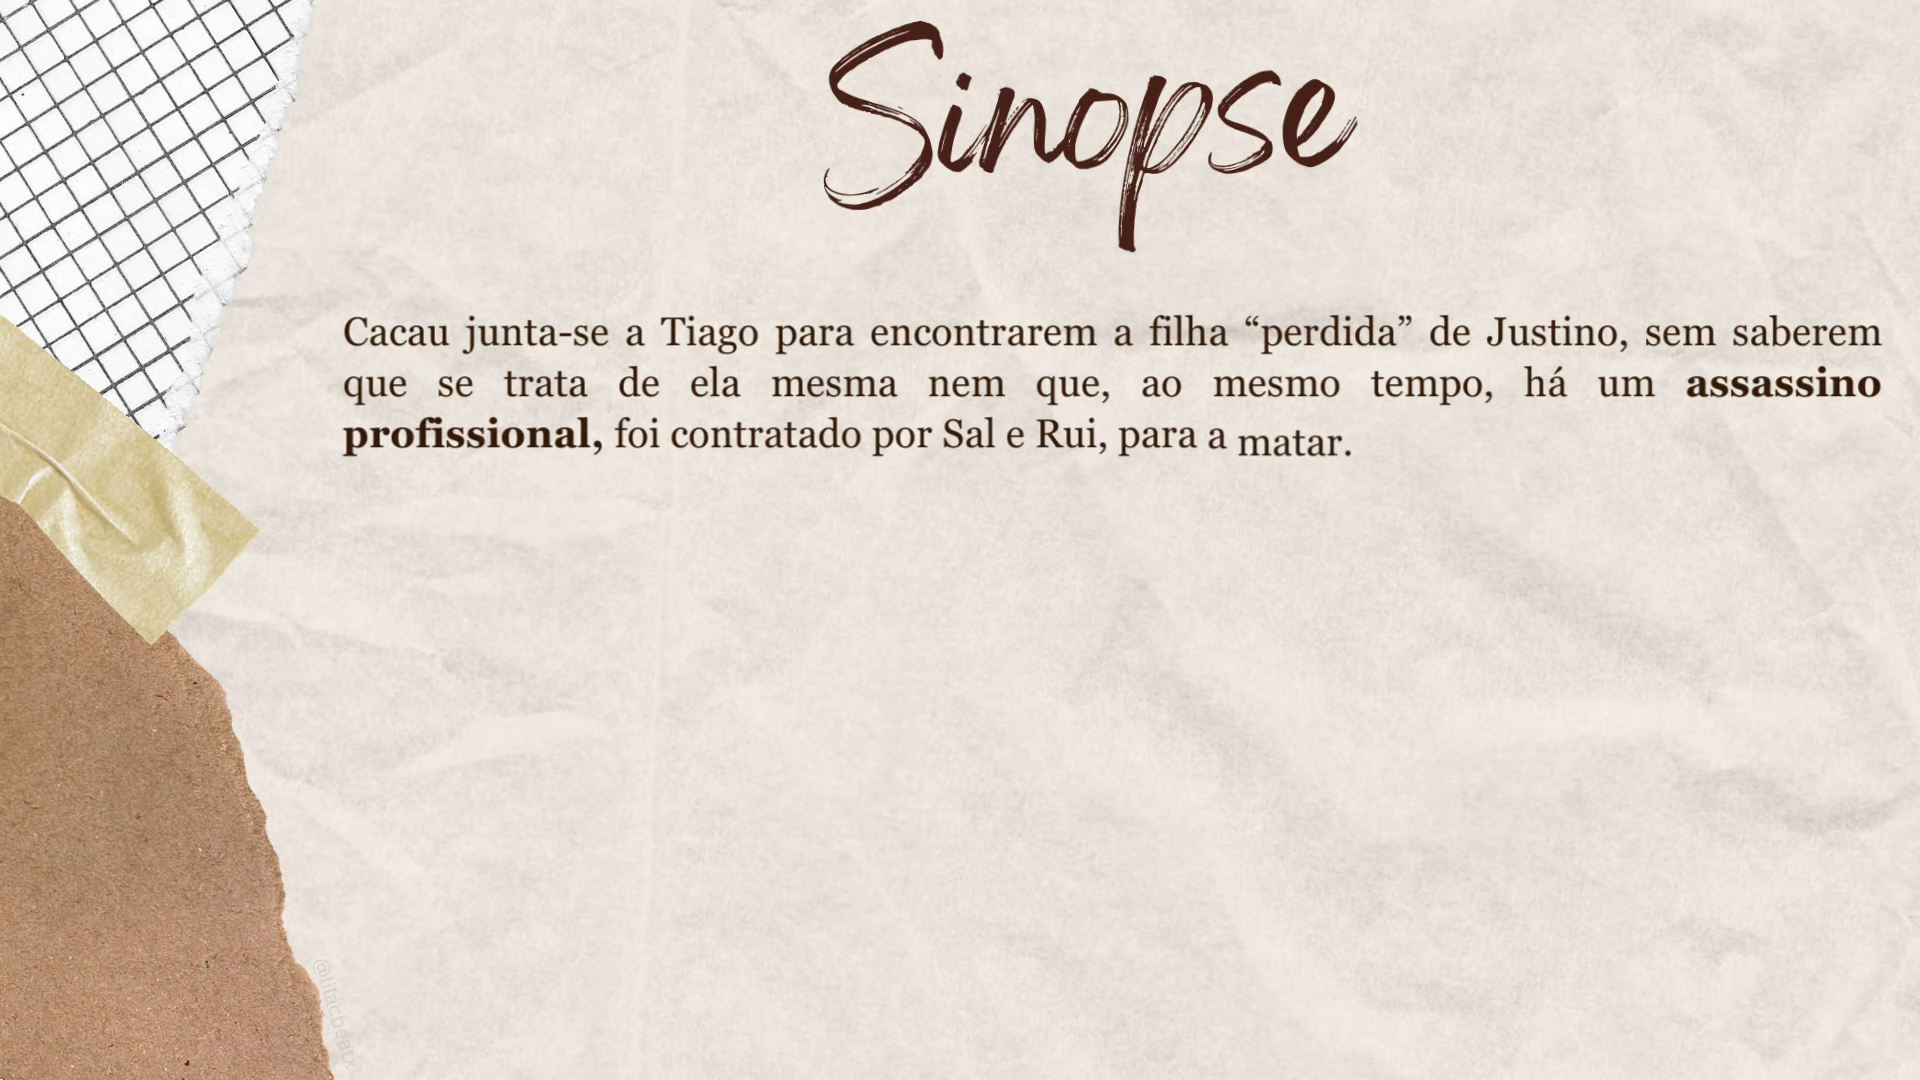 Sinopse
Cacau junta-se a Tiago para encontrarem a filha “perdida” de Justino, sem saberem
que se trata de ela mesma nem que, ao mesmo tempo, há um assassino
profissional, foi contratado por Sal e Rui, para a matar.